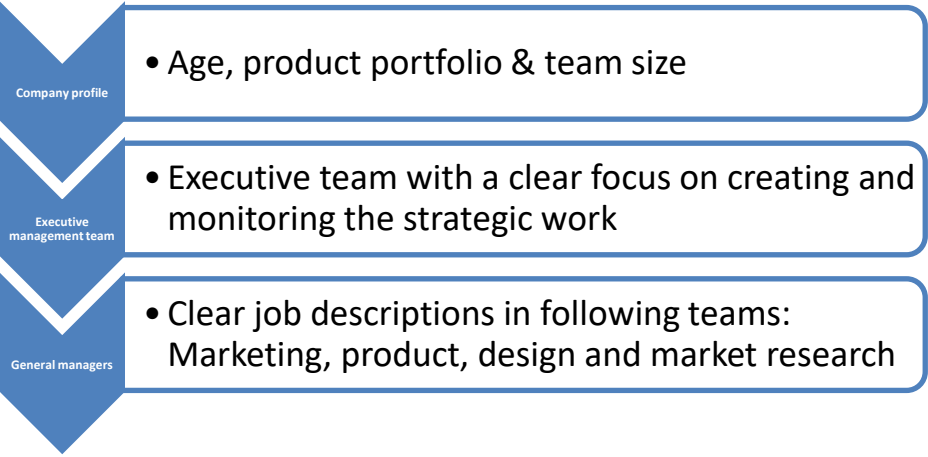 Company profile
• Age, product portfolio & team size
Executive
management team
• Executive team with a clear focus on creating and
monitoring the strategic work
General managers
• Clear job descriptions in following teams:
Marketing, product, design and market research